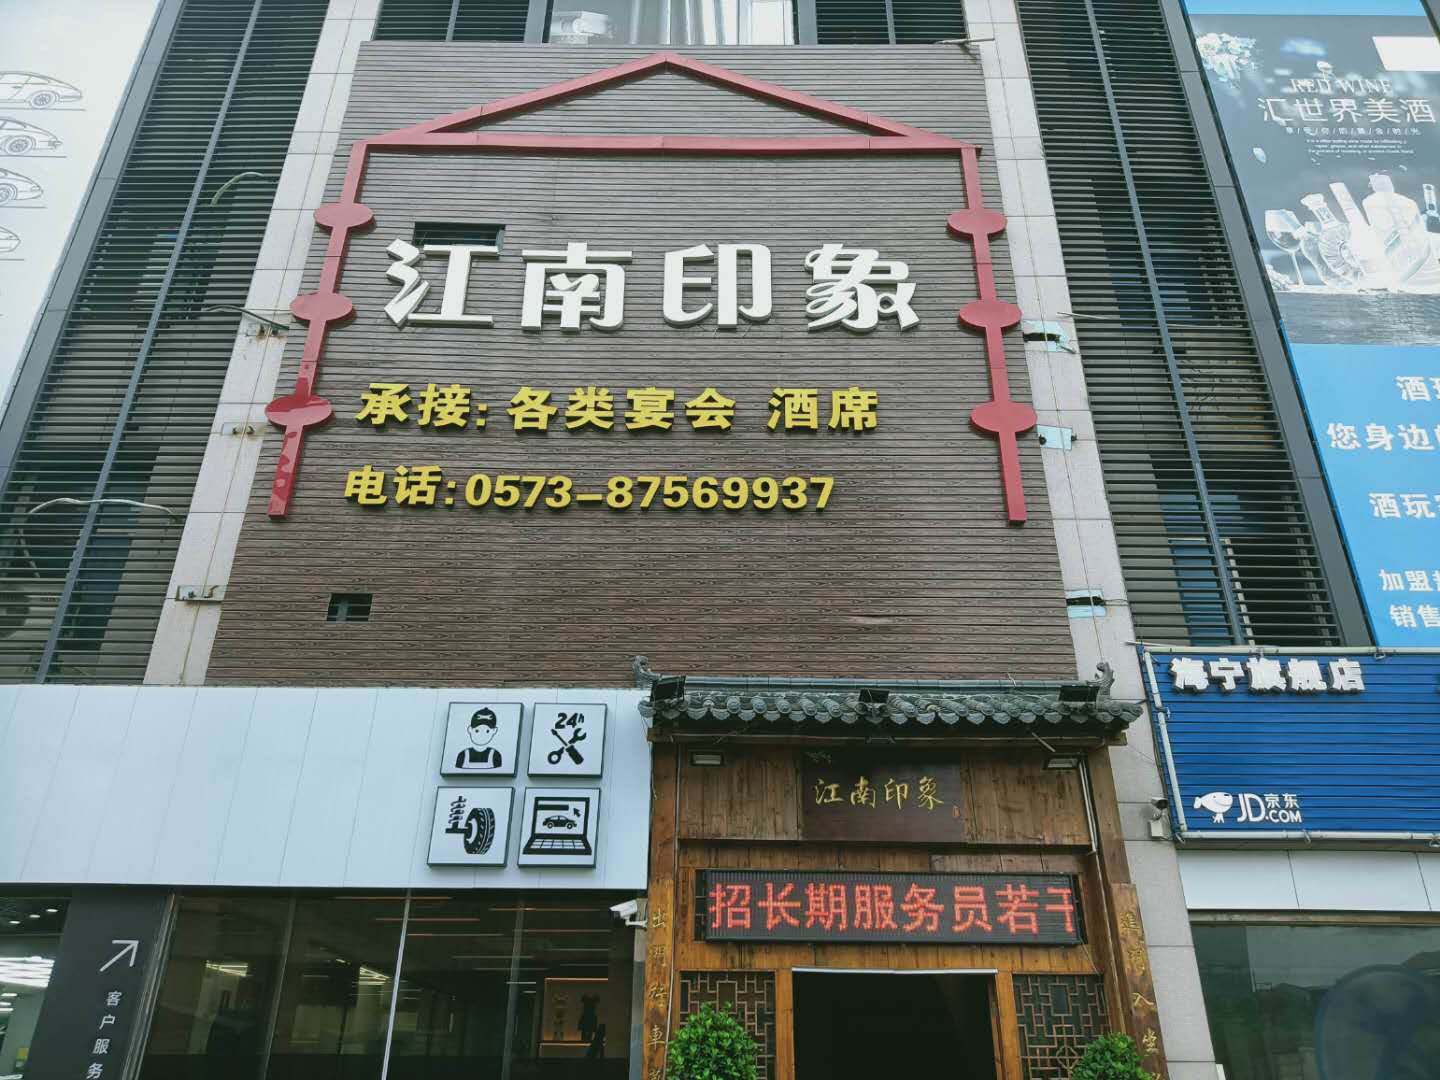 江南印象
承接:各类宴会 酒席
电话:0573-87569937
RED WINE
汇世界美酒
您身边
酒玩
加盟
销售
海宁旗舰店
JD京东
.COM
24h
江南印象
招长期服务员若干
客户服务